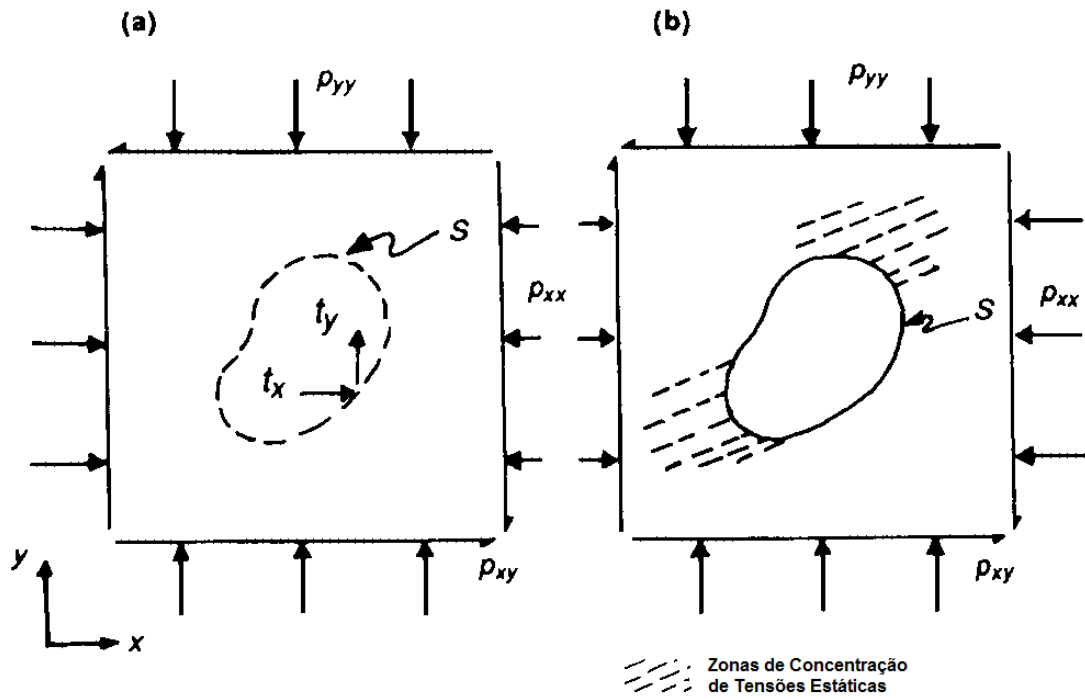 (a)
(b)
p_yy
p_yy
S
p_xx
t_y
t_x
S
p_xx
p_xy
p_xy
y
x
Zonas de Concentração
de Tensões Estáticas